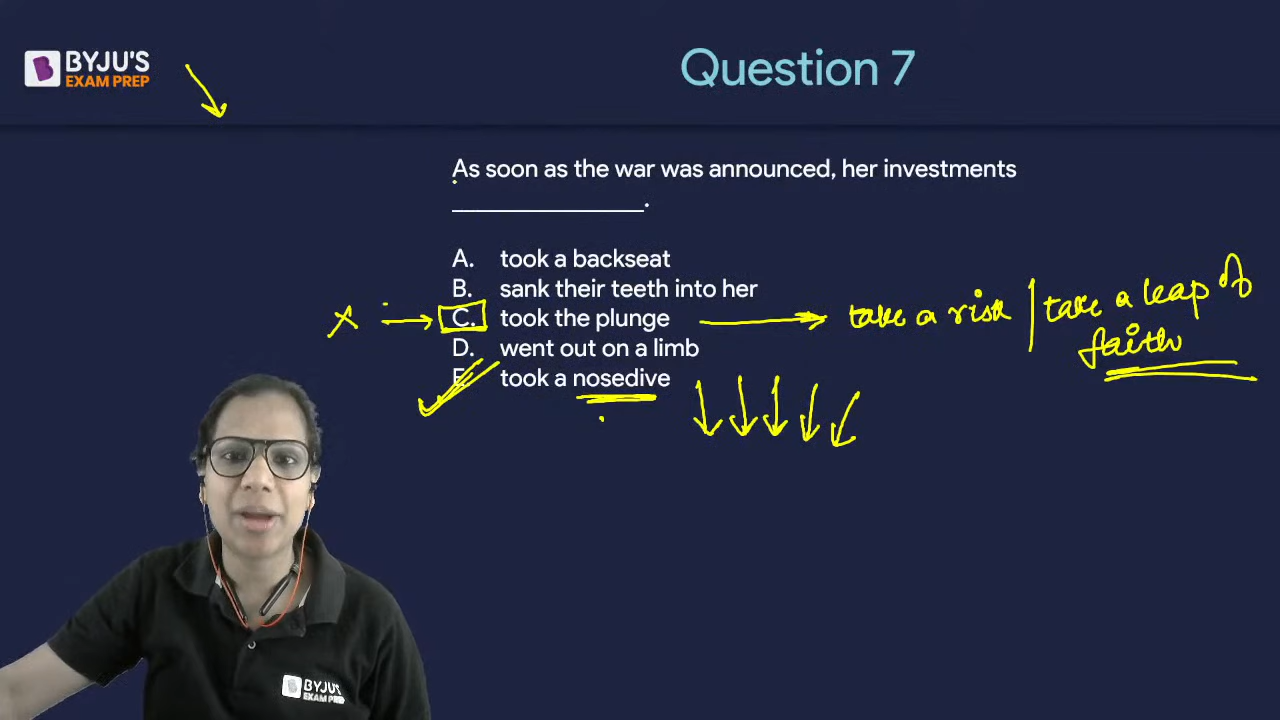 BYJU'S
EXAM PREP
Question 7
As soon as the war was announced, her investments
_______________.
A. took a backseat
B. sank their teeth into her
X C. took the plunge take a risk | take a leap of
faith
D. went out on a limb
E. took a nosedive
BYJU'S
EXAM PREP